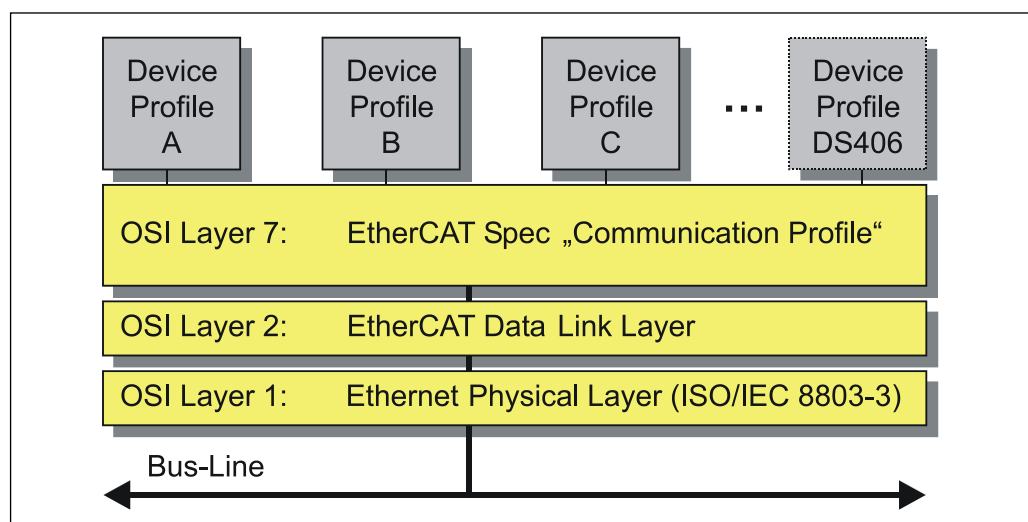 Device
Profile
A
Device
Profile
B
Device
Profile
C
...
Device
Profile
DS406
OSI Layer 7: EtherCAT Spec „Communication Profile“
OSI Layer 2: EtherCAT Data Link Layer
OSI Layer 1: Ethernet Physical Layer (ISO/IEC 8803-3)
Bus-Line